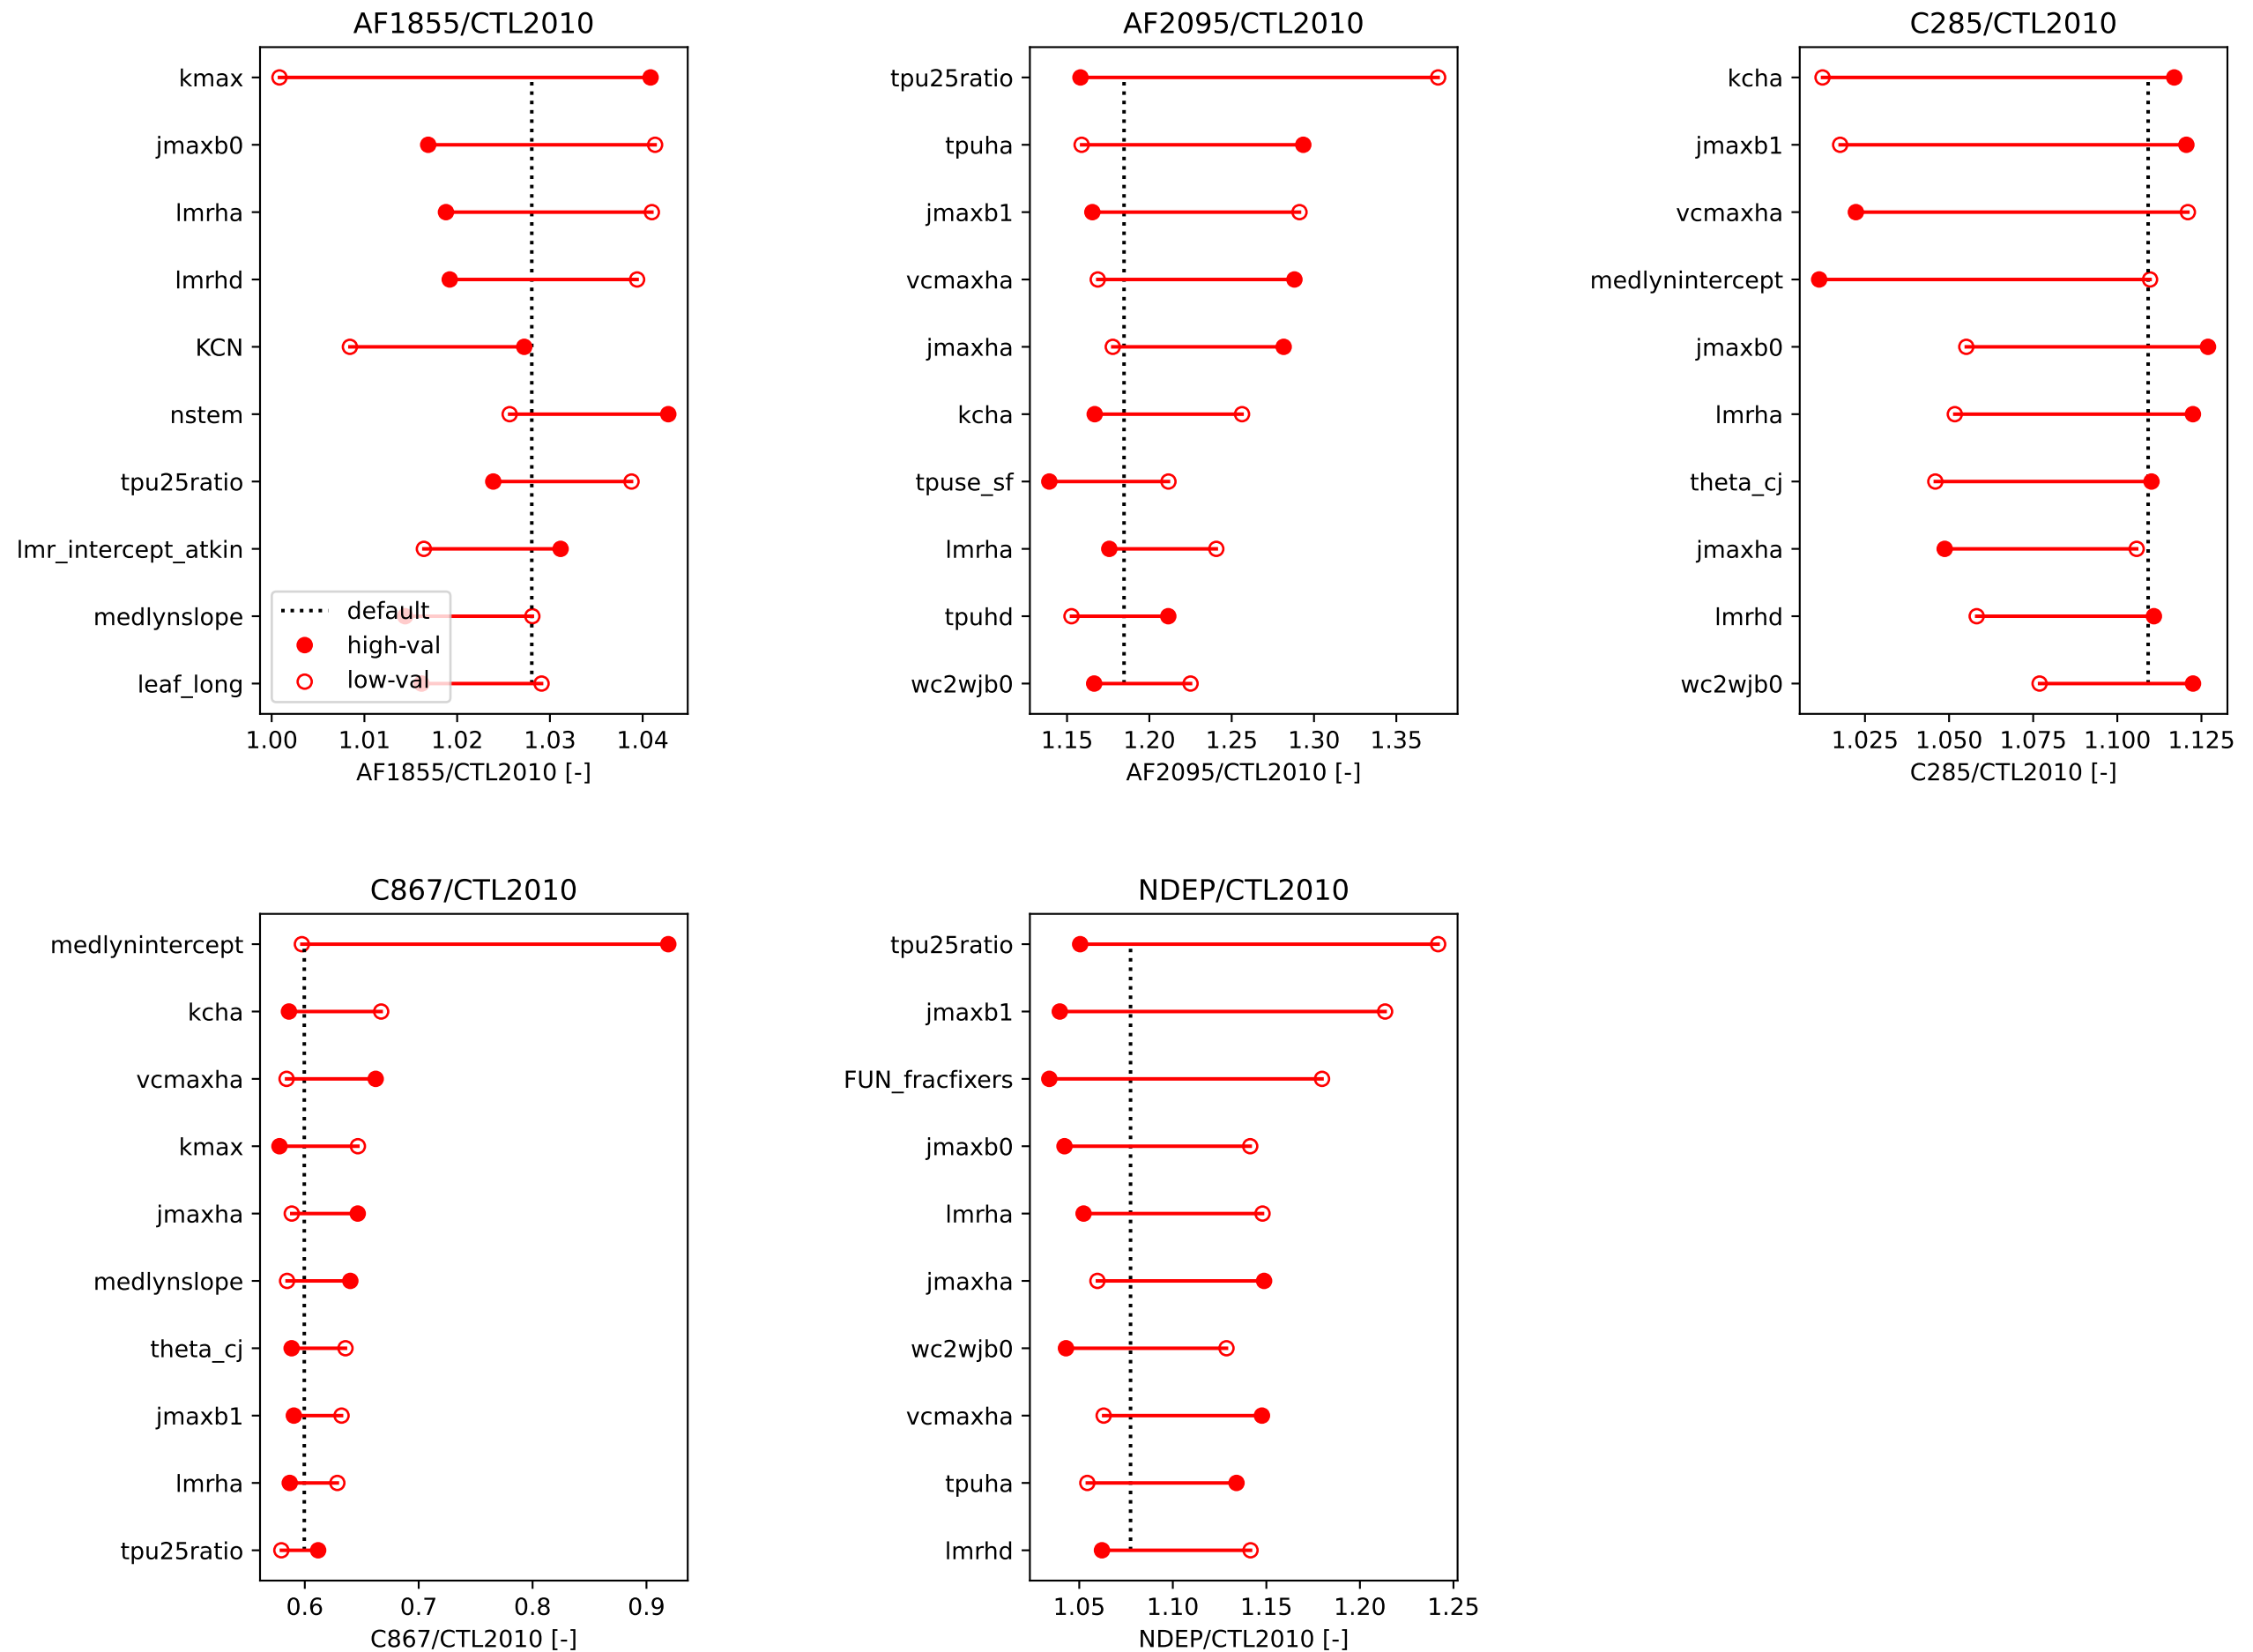 AF1855/CTL2010
kmax
jmaxb0
lmrha
lmrhd
KCN
nstem
tpu25ratio
lmr_intercept_atkin
medlynslope
leaf_long
default
high-val
low-val
1.00 1.01 1.02 1.03 1.04
AF1855/CTL2010 [-]
AF2095/CTL2010
tpu25ratio
tpuha
jmaxb1
vcmaxha
jmaxha
kcha
tpuse_sf
lmrha
tpuhd
wc2wjb0
1.15 1.20 1.25 1.30 1.35
AF2095/CTL2010 [-]
C285/CTL2010
kcha
jmaxb1
vcmaxha
medlynintercept
jmaxb0
lmrha
theta_cj
jmaxha
lmrhd
wc2wjb0
1.025 1.050 1.075 1.100 1.125
C285/CTL2010 [-]
C867/CTL2010
medlynintercept
kcha
vcmaxha
kmax
jmaxha
medlynslope
theta_cj
jmaxb1
lmrha
tpu25ratio
0.6 0.7 0.8 0.9
C867/CTL2010 [-]
NDEP/CTL2010
tpu25ratio
jmaxb1
FUN_fracfixers
jmaxb0
lmrha
jmaxha
wc2wjb0
vcmaxha
tpuha
lmrhd
1.05 1.10 1.15 1.20 1.25
NDEP/CTL2010 [-]